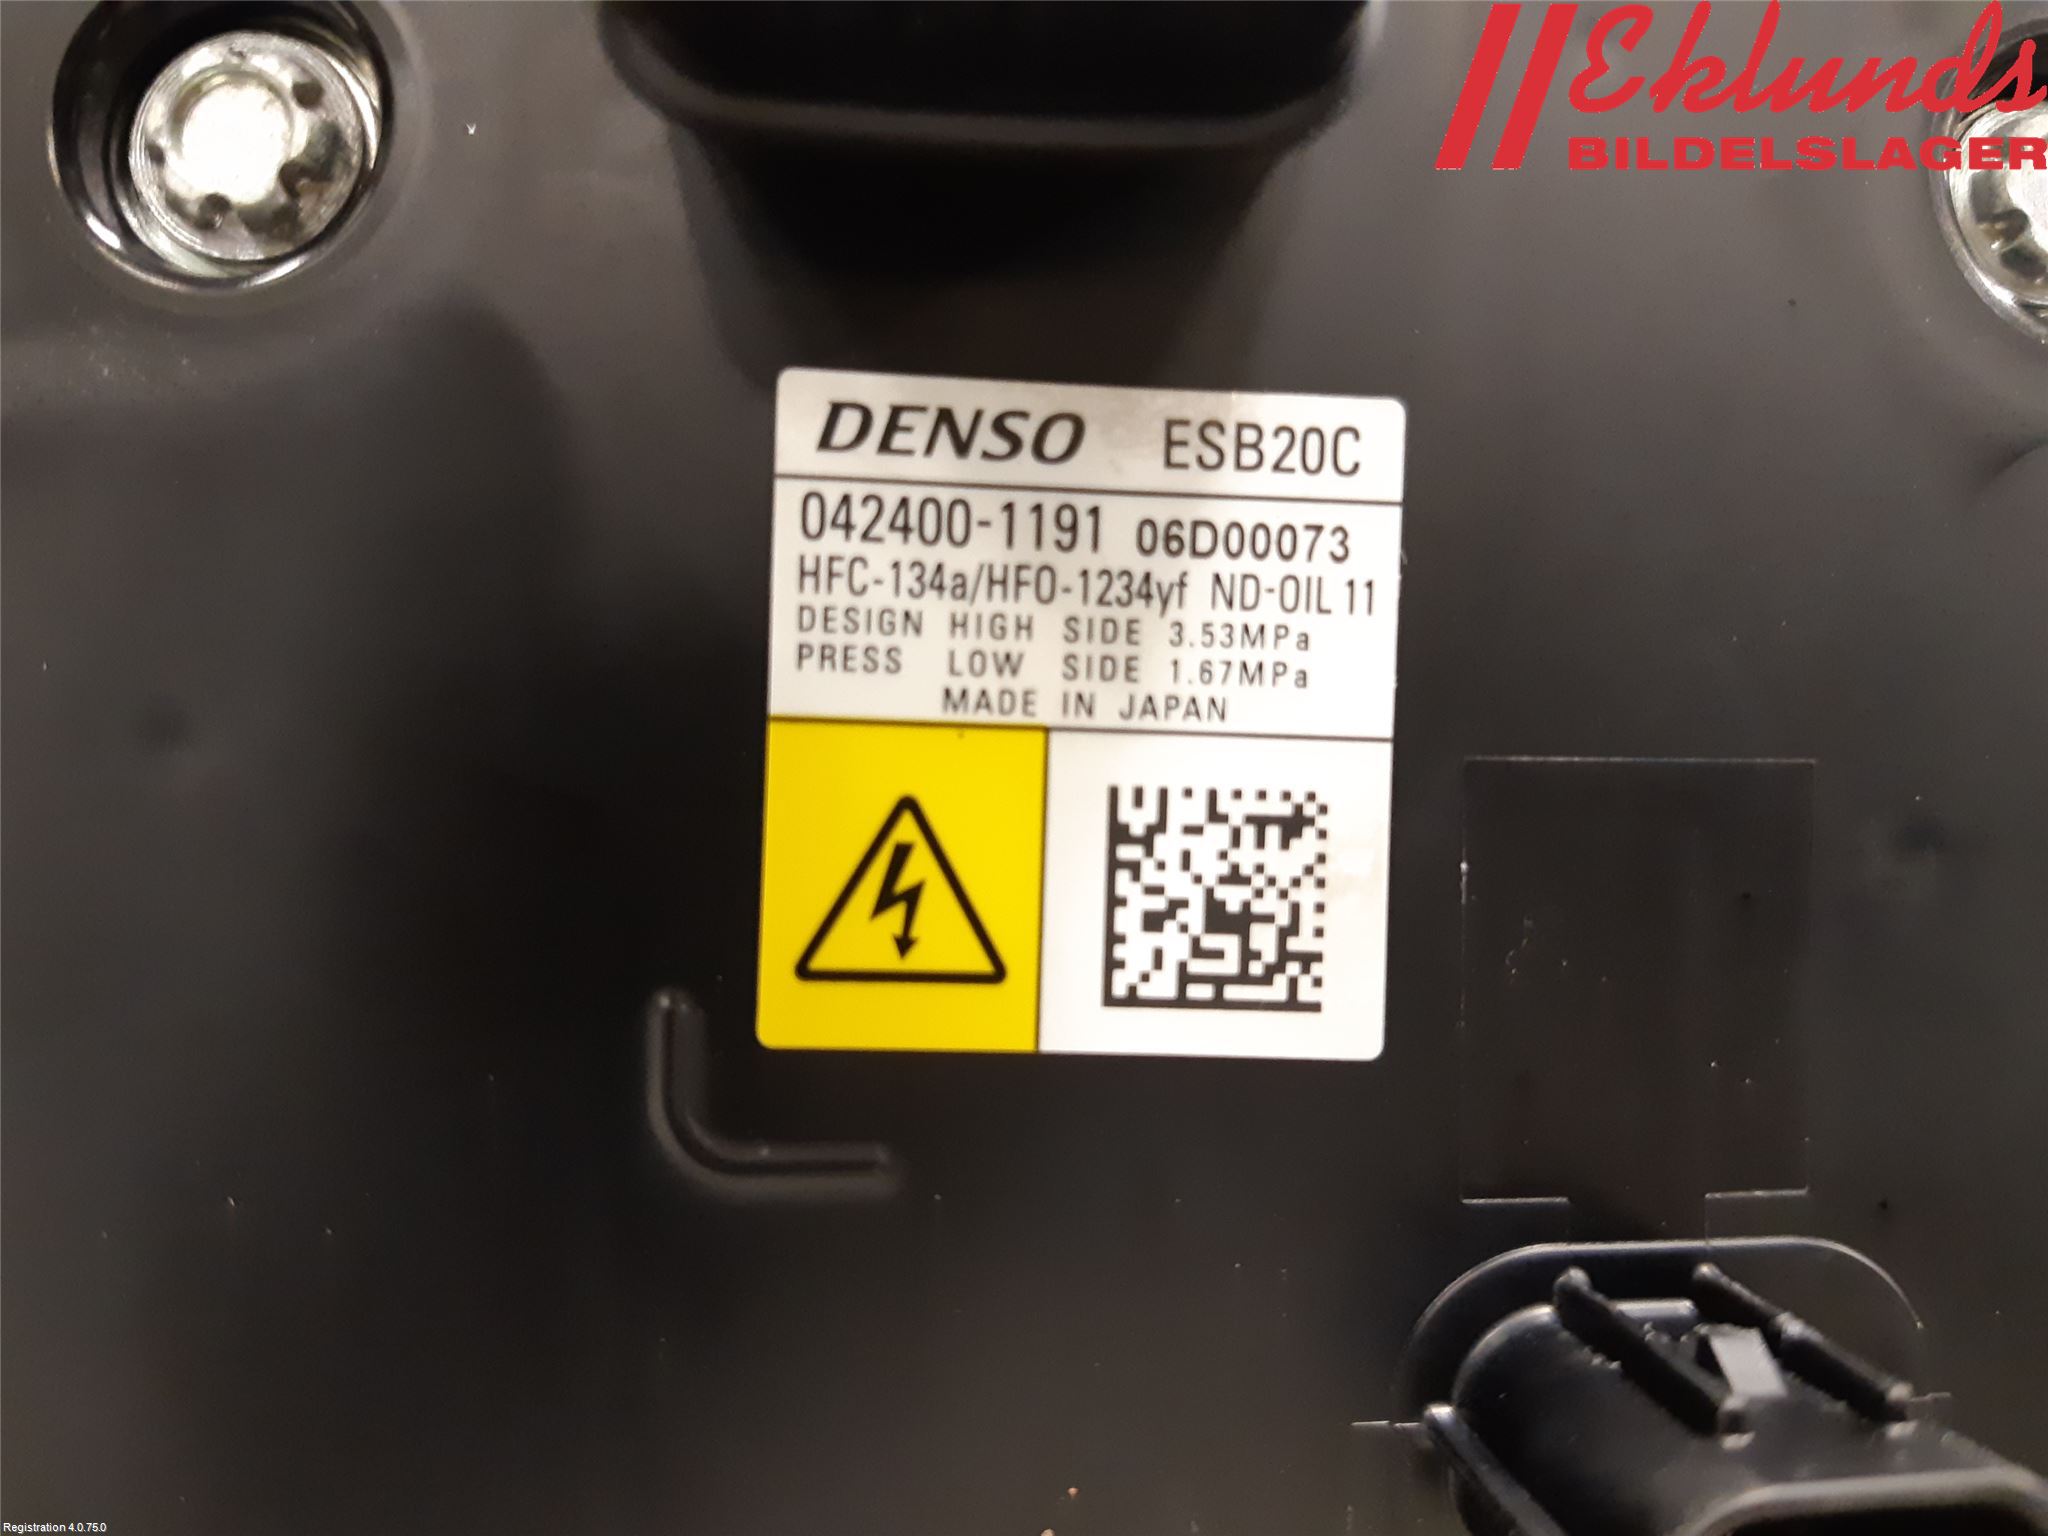 Eklunds
BILDELSLAGER
DENSO ESB20C
042400-1191 06D00073
HFC-134a/HFO-1234yf ND-OIL 11
DESIGN HIGH SIDE 3.53MPa
PRESS LOW SIDE 1.67MPa
MADE IN JAPAN
Registration 4.0.75.0